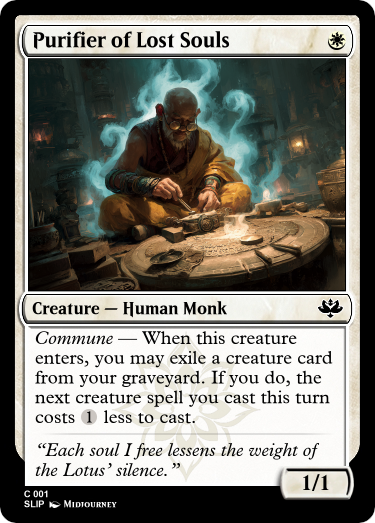 Purifier of Lost Souls
Creature — Human Monk
Commune — When this creature
enters, you may exile a creature card
from your graveyard. If you do, the
next creature spell you cast this turn
costs 1 less to cast.
“Each soul I free lessens the weight of
the Lotus’ silence.”
1/1
C 001
SLIP Midjourney